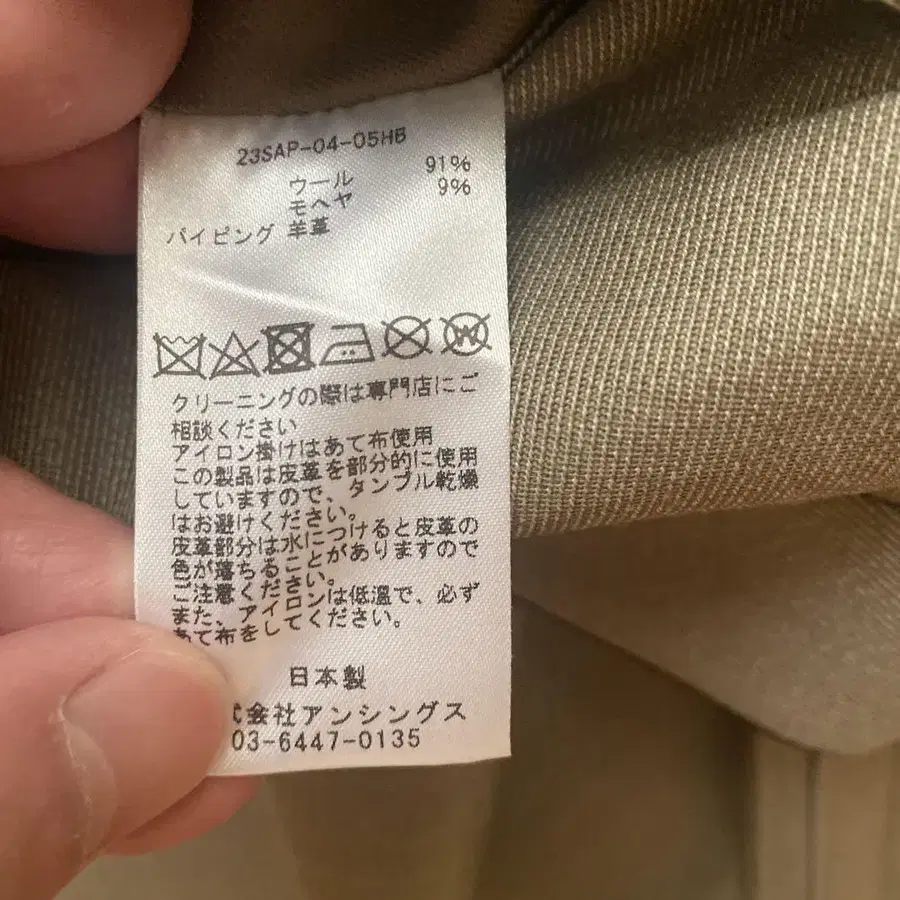 23SAP-04-05HB
ウール 91%
モヘヤ 9%
パイピング 羊革
クリーニングの際は専門店にご
相談ください
アイロン掛けはあて布使用
この製品は皮革を部分的に使用
していますので、タンブル乾燥
はお避けください。
皮革部分は水につけると皮革の
色が落ちることがありますので
ご注意ください。
また、アイロンは低温で、必ず
あて布をしてください。
日本製
式会社アンシングス
03-6447-0135